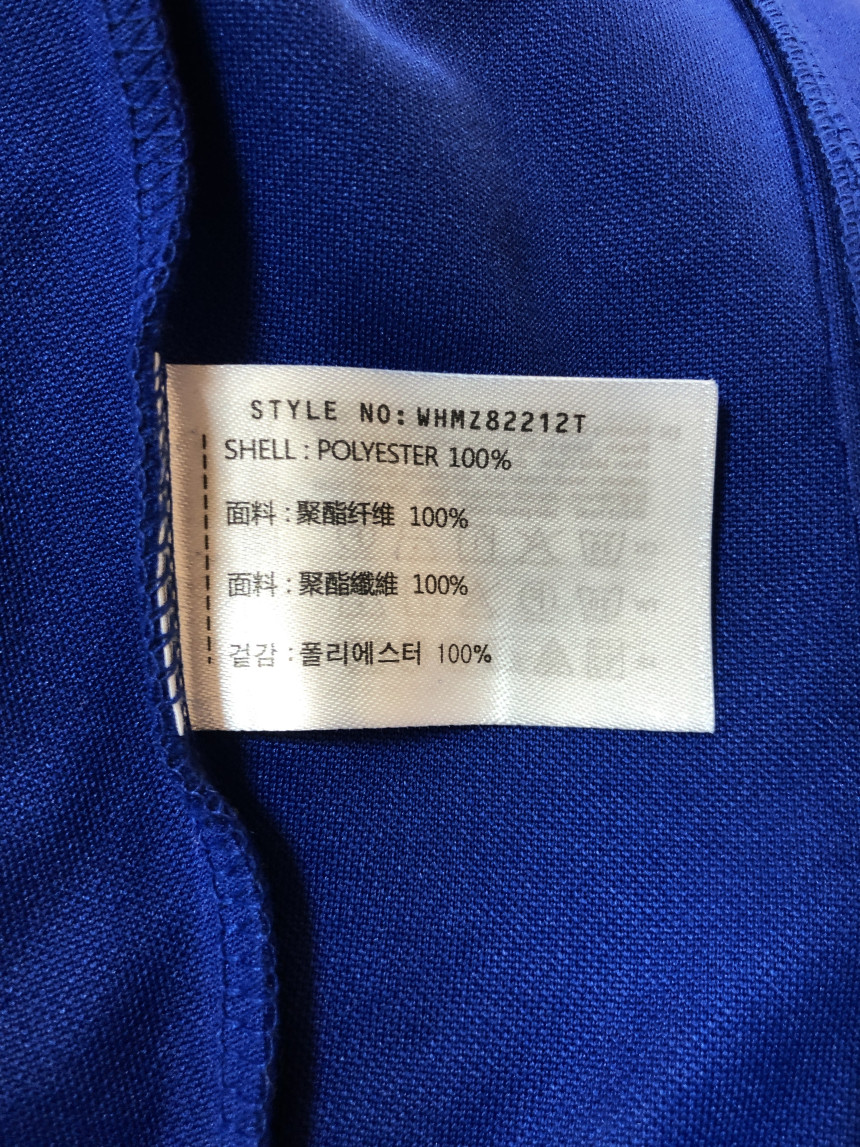 STYLE NO: WHMZ82212T
SHELL : POLYESTER 100%
面料 : 聚酯纤维 100%
面料 : 聚酯纖維 100%
겉감 : 폴리에스터 100%